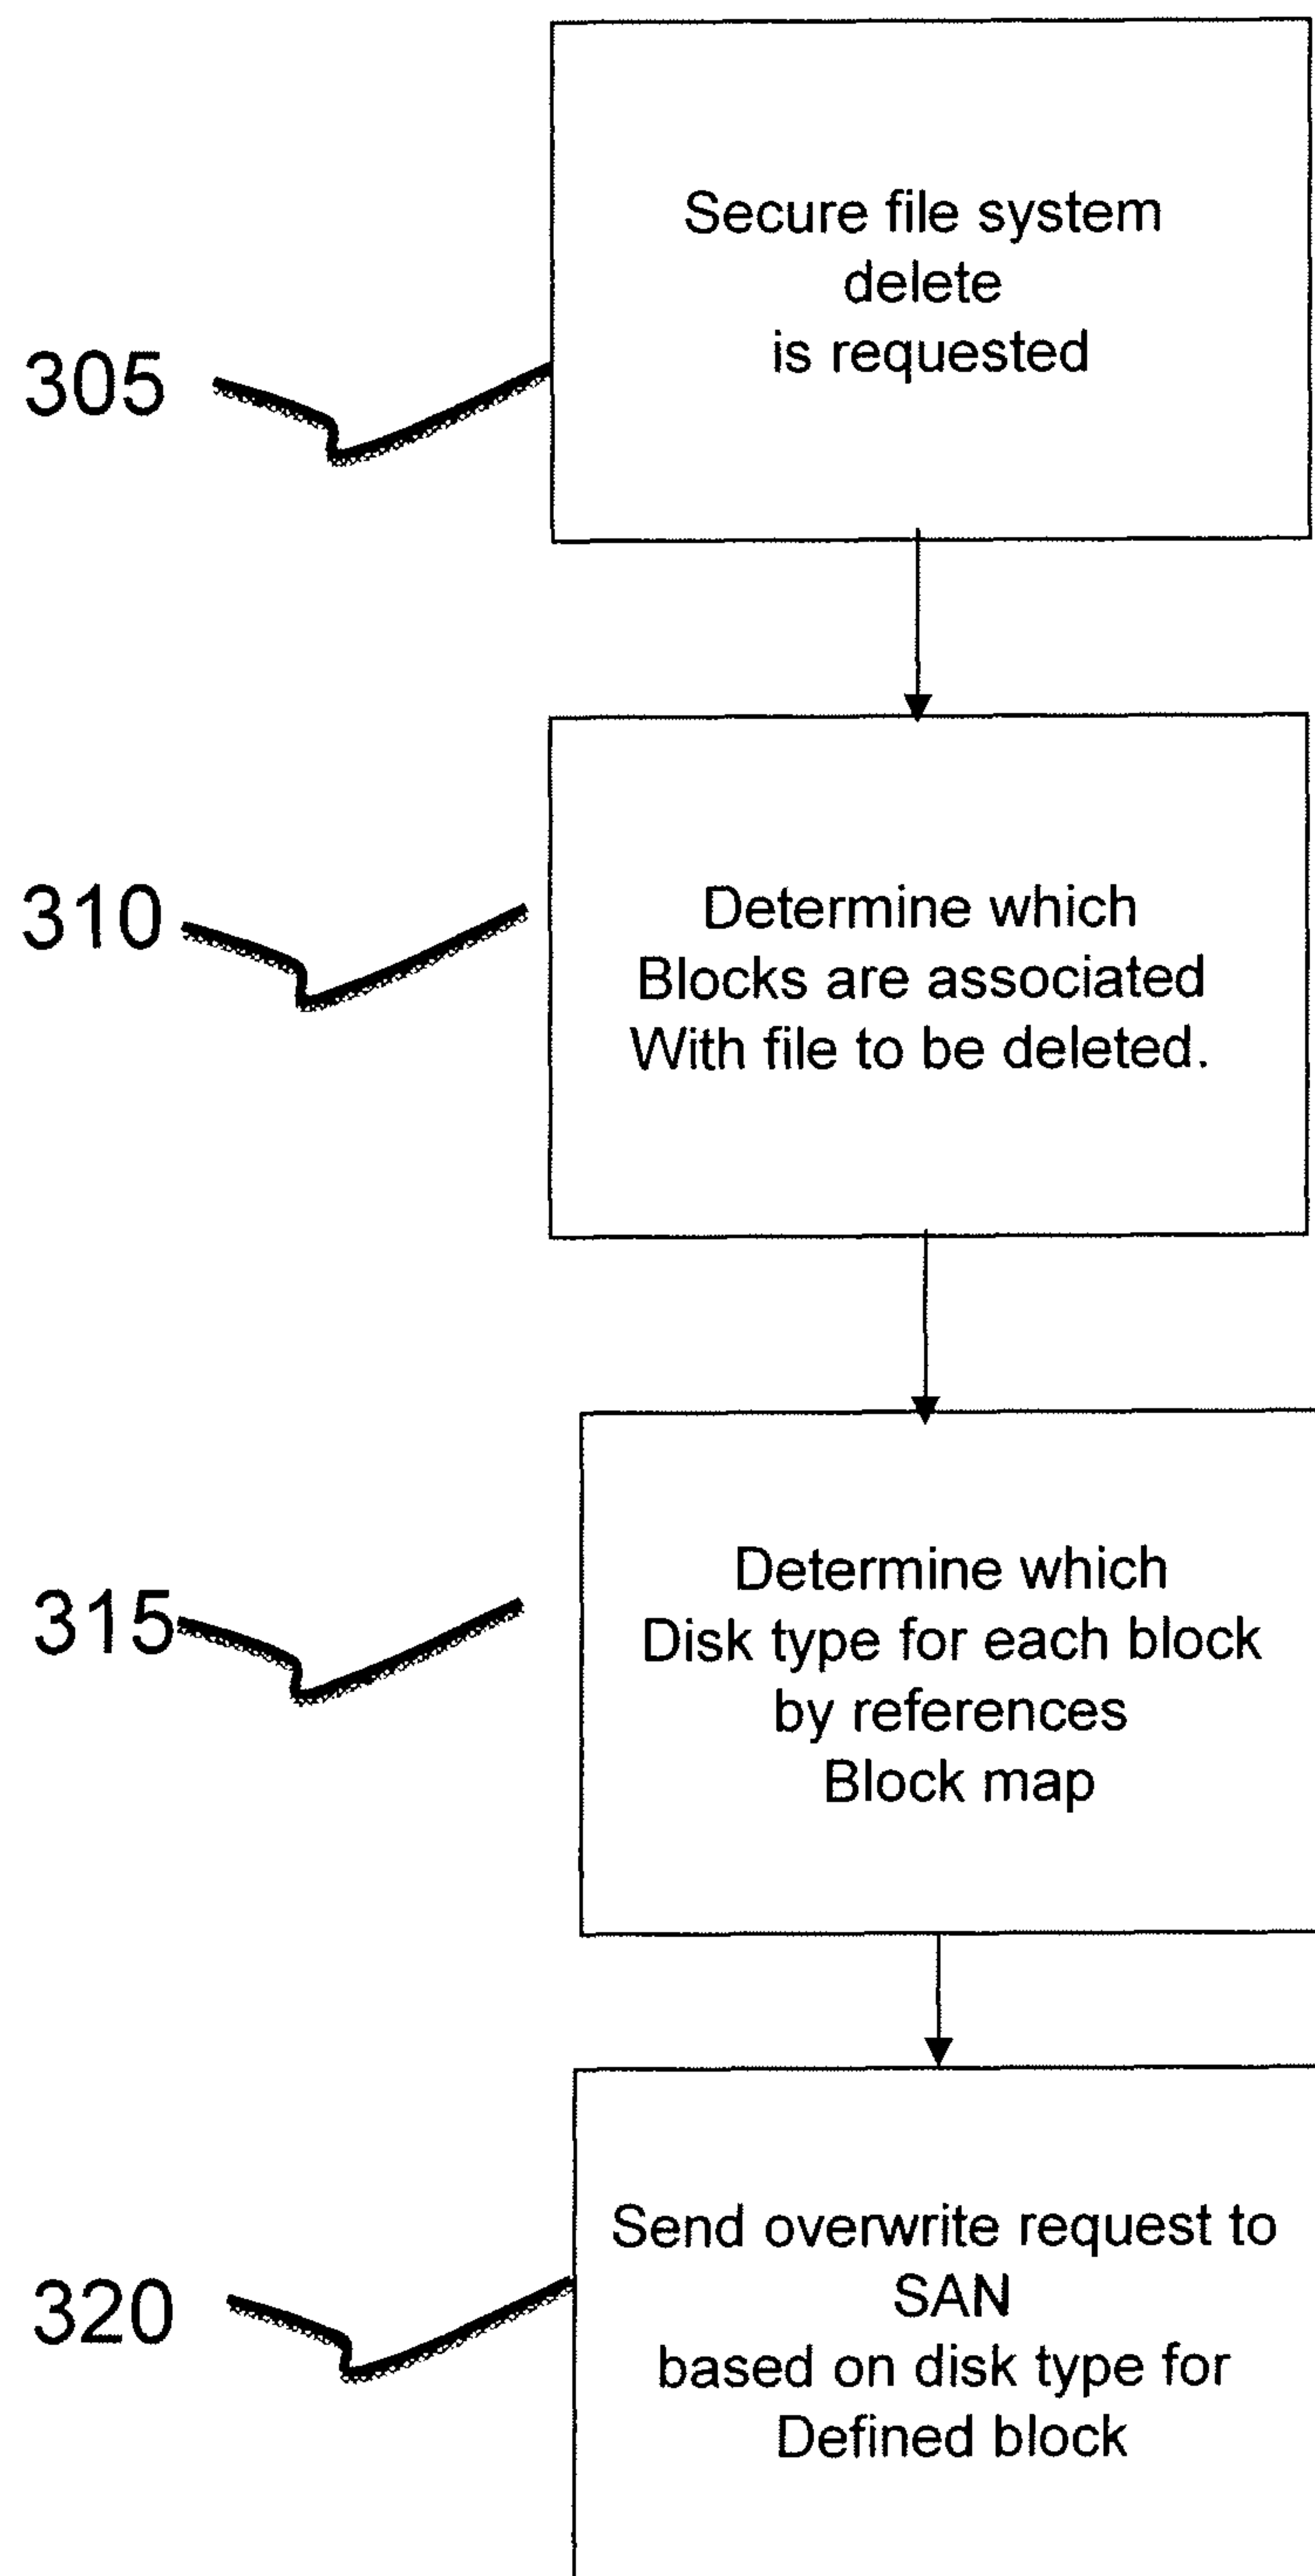 Secure file system
delete
is requested
305
Determine which
Blocks are associated
With file to be deleted.
310
Determine which
Disk type for each block
by references
Block map
315
Send overwrite request to
SAN
based on disk type for
Defined block
320